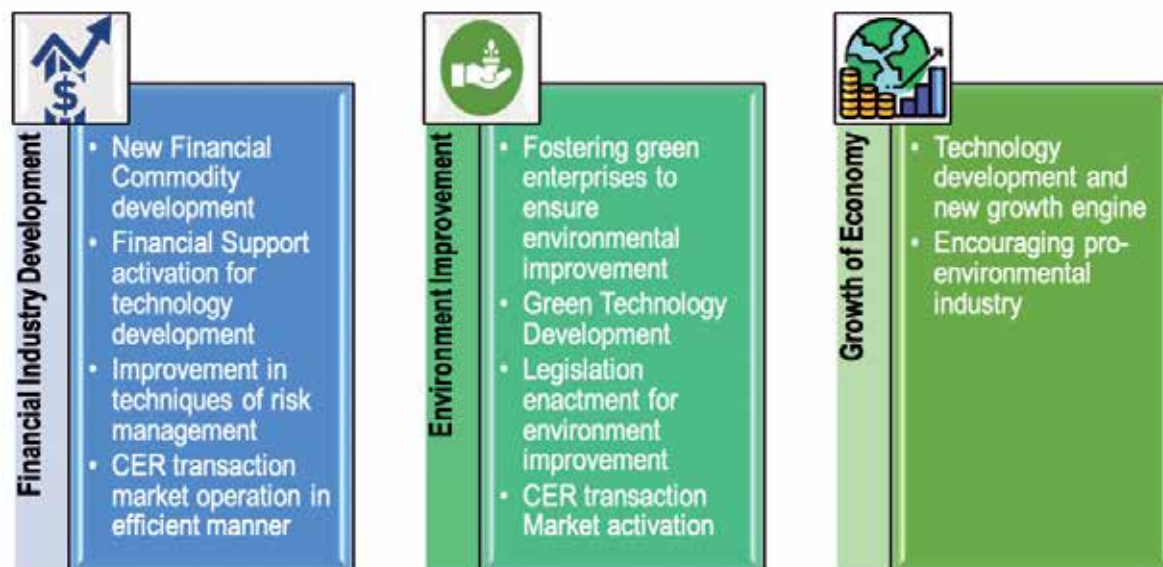 Financial Industry Development
• New Financial
Commodity
development
• Financial Support
activation for
technology
development
• Improvement in
techniques of risk
management
• CER transaction
market operation in
efficient manner
Environment Improvement
• Fostering green
enterprises to
ensure
environmental
improvement
• Green Technology
Development
• Legislation
enactment for
environment
improvement
• CER transaction
Market activation
Growth of Economy
• Technology
development and
new growth engine
• Encouraging pro-
environmental
industry